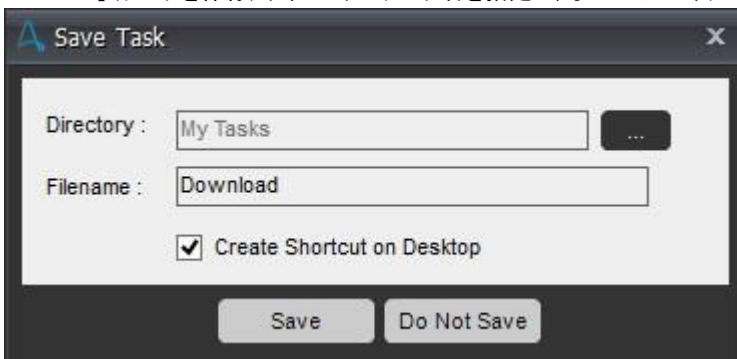 Save Task
x
Directory : My Tasks ...
Filename : Download
Create Shortcut on Desktop
Save Do Not Save